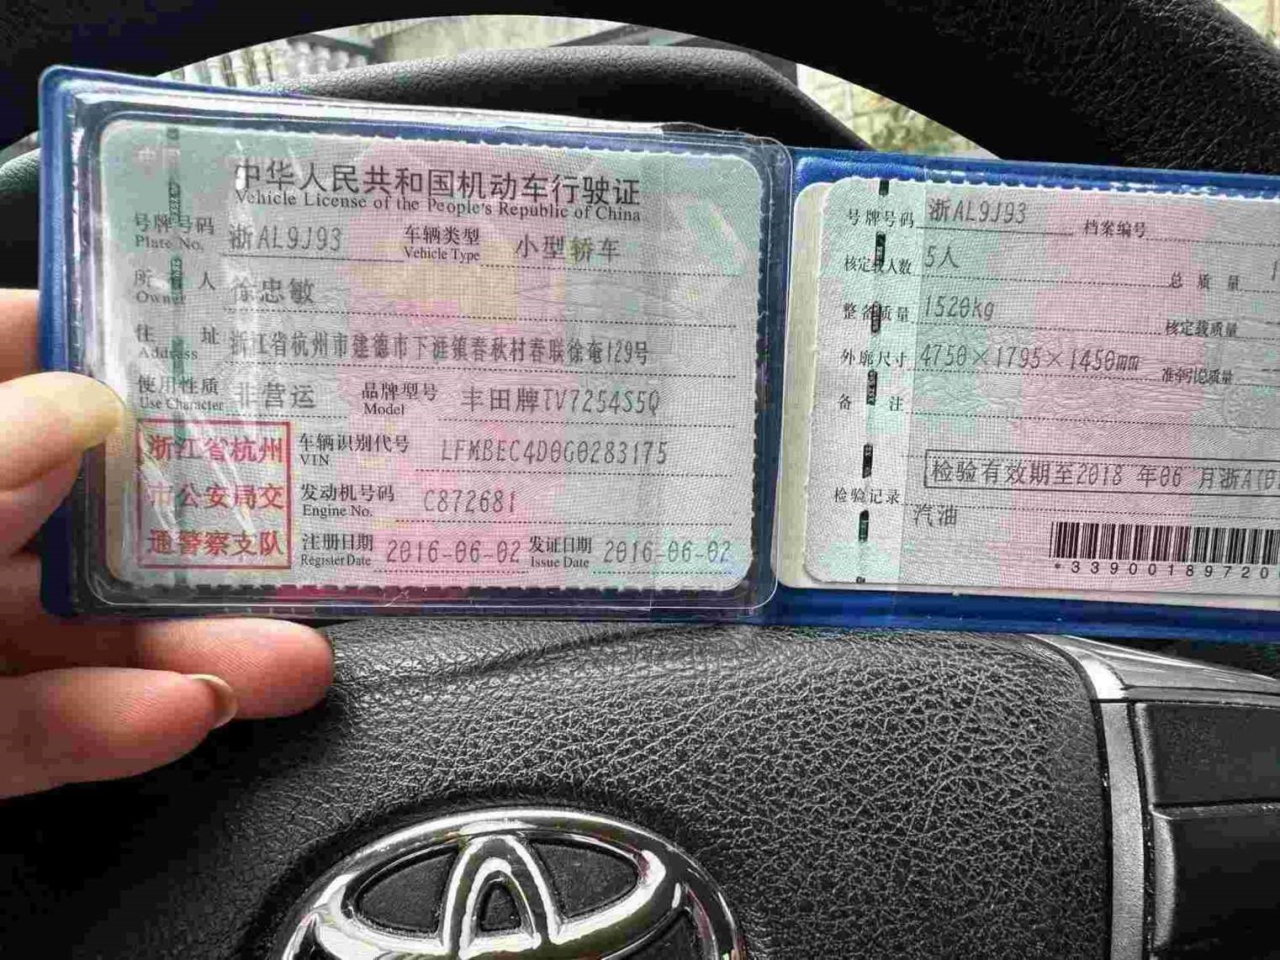 中华人民共和国机动车行驶证
Vehicle License of the People's Republic of China
号牌号码 浙AL9J93 车辆类型 小型轿车
Plate No. Vehicle Type
所 人 徐忠敏
Owner
住 址 浙江省杭州市建德市下涯镇春秋村春联徐奄129号
Address
使用性质 非营运 品牌型号 丰田牌TV7254S5Q
Use Character Model
浙江省杭州
市公安局交
通警察支队
车辆识别代号 LFMBEC4D0G0283175
VIN
发动机号码 C872681
Engine No.
注册日期 2016-06-02 发证日期 2016-06-02
Register Date Issue Date
号牌号码 浙AL9J93 档案编号
核定载人数 5人 总质量
整备质量 1520kg 核定载质量
外廓尺寸 4750×1795×1450mm 准牵引总质量
备 注
检验有效期至2018 年06 月浙A(0
检验记录
汽油
*33900189720